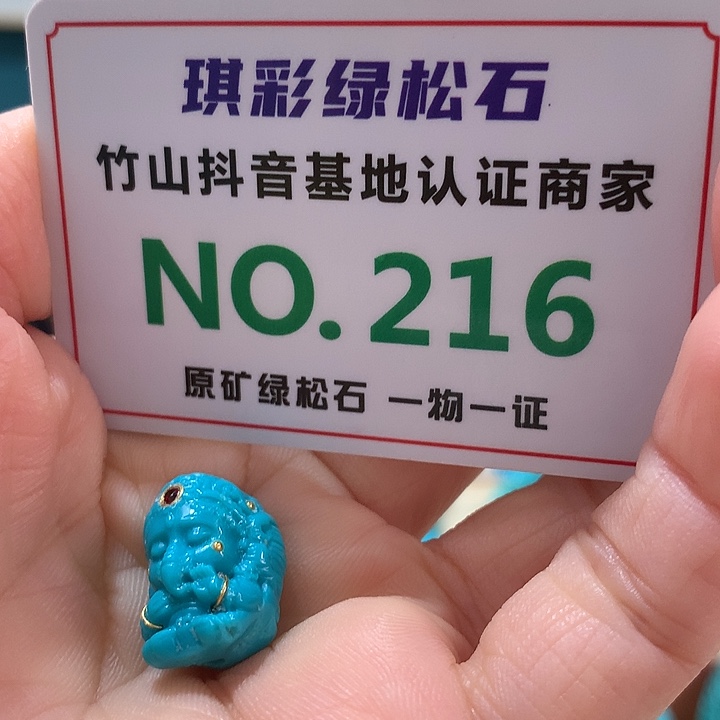 琪彩绿松石
竹山抖音基地认证商家
NO.216
原矿绿松石 一物一证